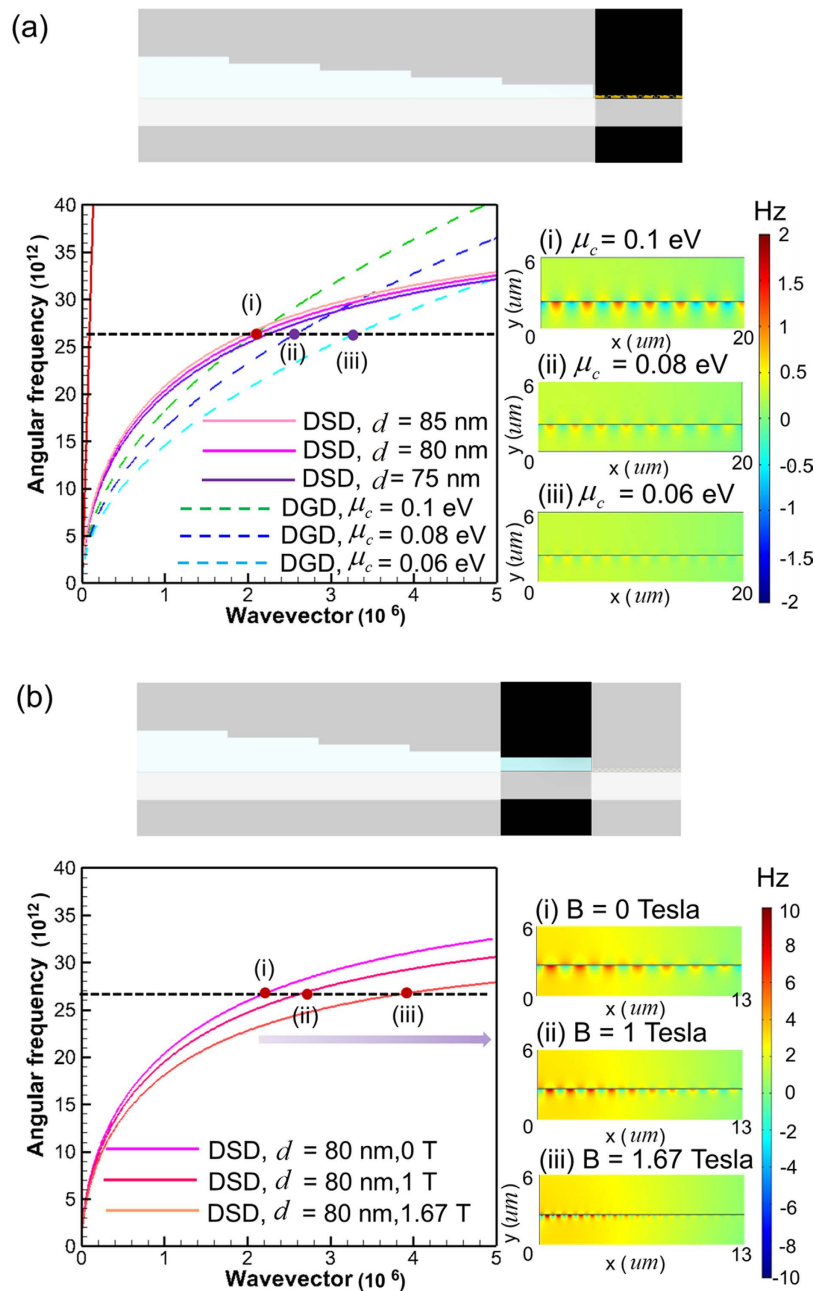 (a)
40
35
30
25
20
15
10
5
0
Angular frequency (10¹²)
(i)
(ii)
(iii)
DSD, d = 85 nm
DSD, d = 80 nm
DSD, d = 75 nm
DGD, μc = 0.1 eV
DGD, μc = 0.08 eV
DGD, μc = 0.06 eV
0 1 2 3 4 5
Wavevector (10 ⁶)
Hz
(i) μc = 0.1 eV
6
y (um)
0 20
x (um)
(ii) μc = 0.08 eV
6
y (um)
0 20
x (um)
(iii) μc = 0.06 eV
6
y (um)
0 20
x (um)
2
1.5
1
0.5
0
-0.5
-1
-1.5
-2
(b)
40
35
30
25
20
15
10
5
0
Angular frequency (10¹²)
(i)
(ii)
(iii)
DSD, d = 80 nm,0 T
DSD, d = 80 nm,1 T
DSD, d = 80 nm,1.67 T
0 1 2 3 4 5
Wavevector (10 ⁶)
Hz
(i) B = 0 Tesla
6
y (um)
0 13
x (um)
(ii) B = 1 Tesla
6
y (um)
0 13
x (um)
(iii) B = 1.67 Tesla
6
y (um)
0 13
x (um)
10
8
6
4
2
0
-2
-4
-6
-8
-10